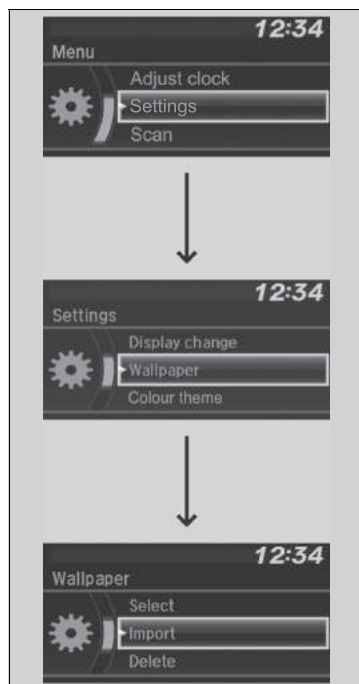 12:34
Menu
Adjust clock
Settings
Scan
12:34
Settings
Display change
Wallpaper
Colour theme
12:34
Wallpaper
Select
Import
Delete